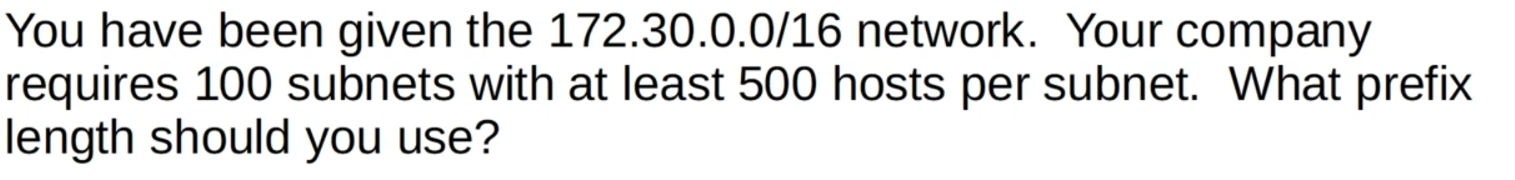 You have been given the 172.30.0.0/16 network.  Your company
requires 100 subnets with at least 500 hosts per subnet.  What prefix
length should you use?